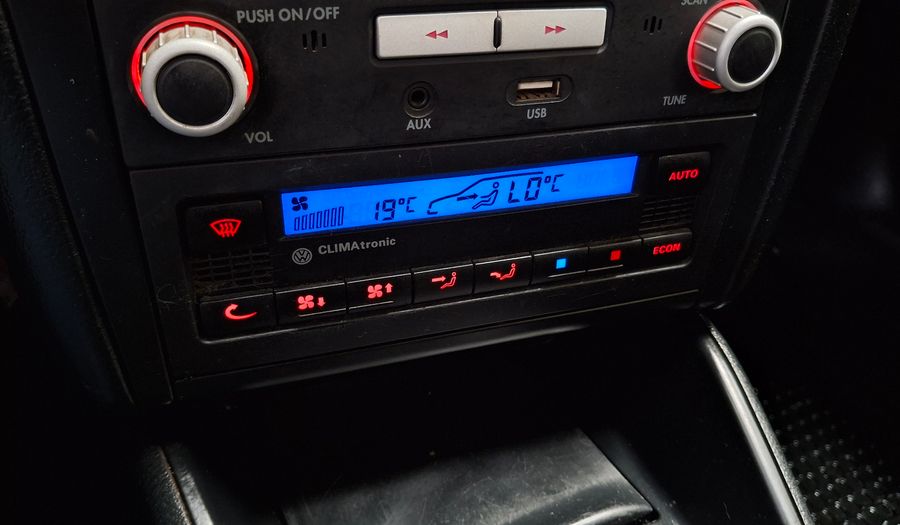 PUSH ON/OFF
SCAN
VOL
AUX
USB
TUNE
19°C
LO°C
AUTO
CLIMAtronic
ECON